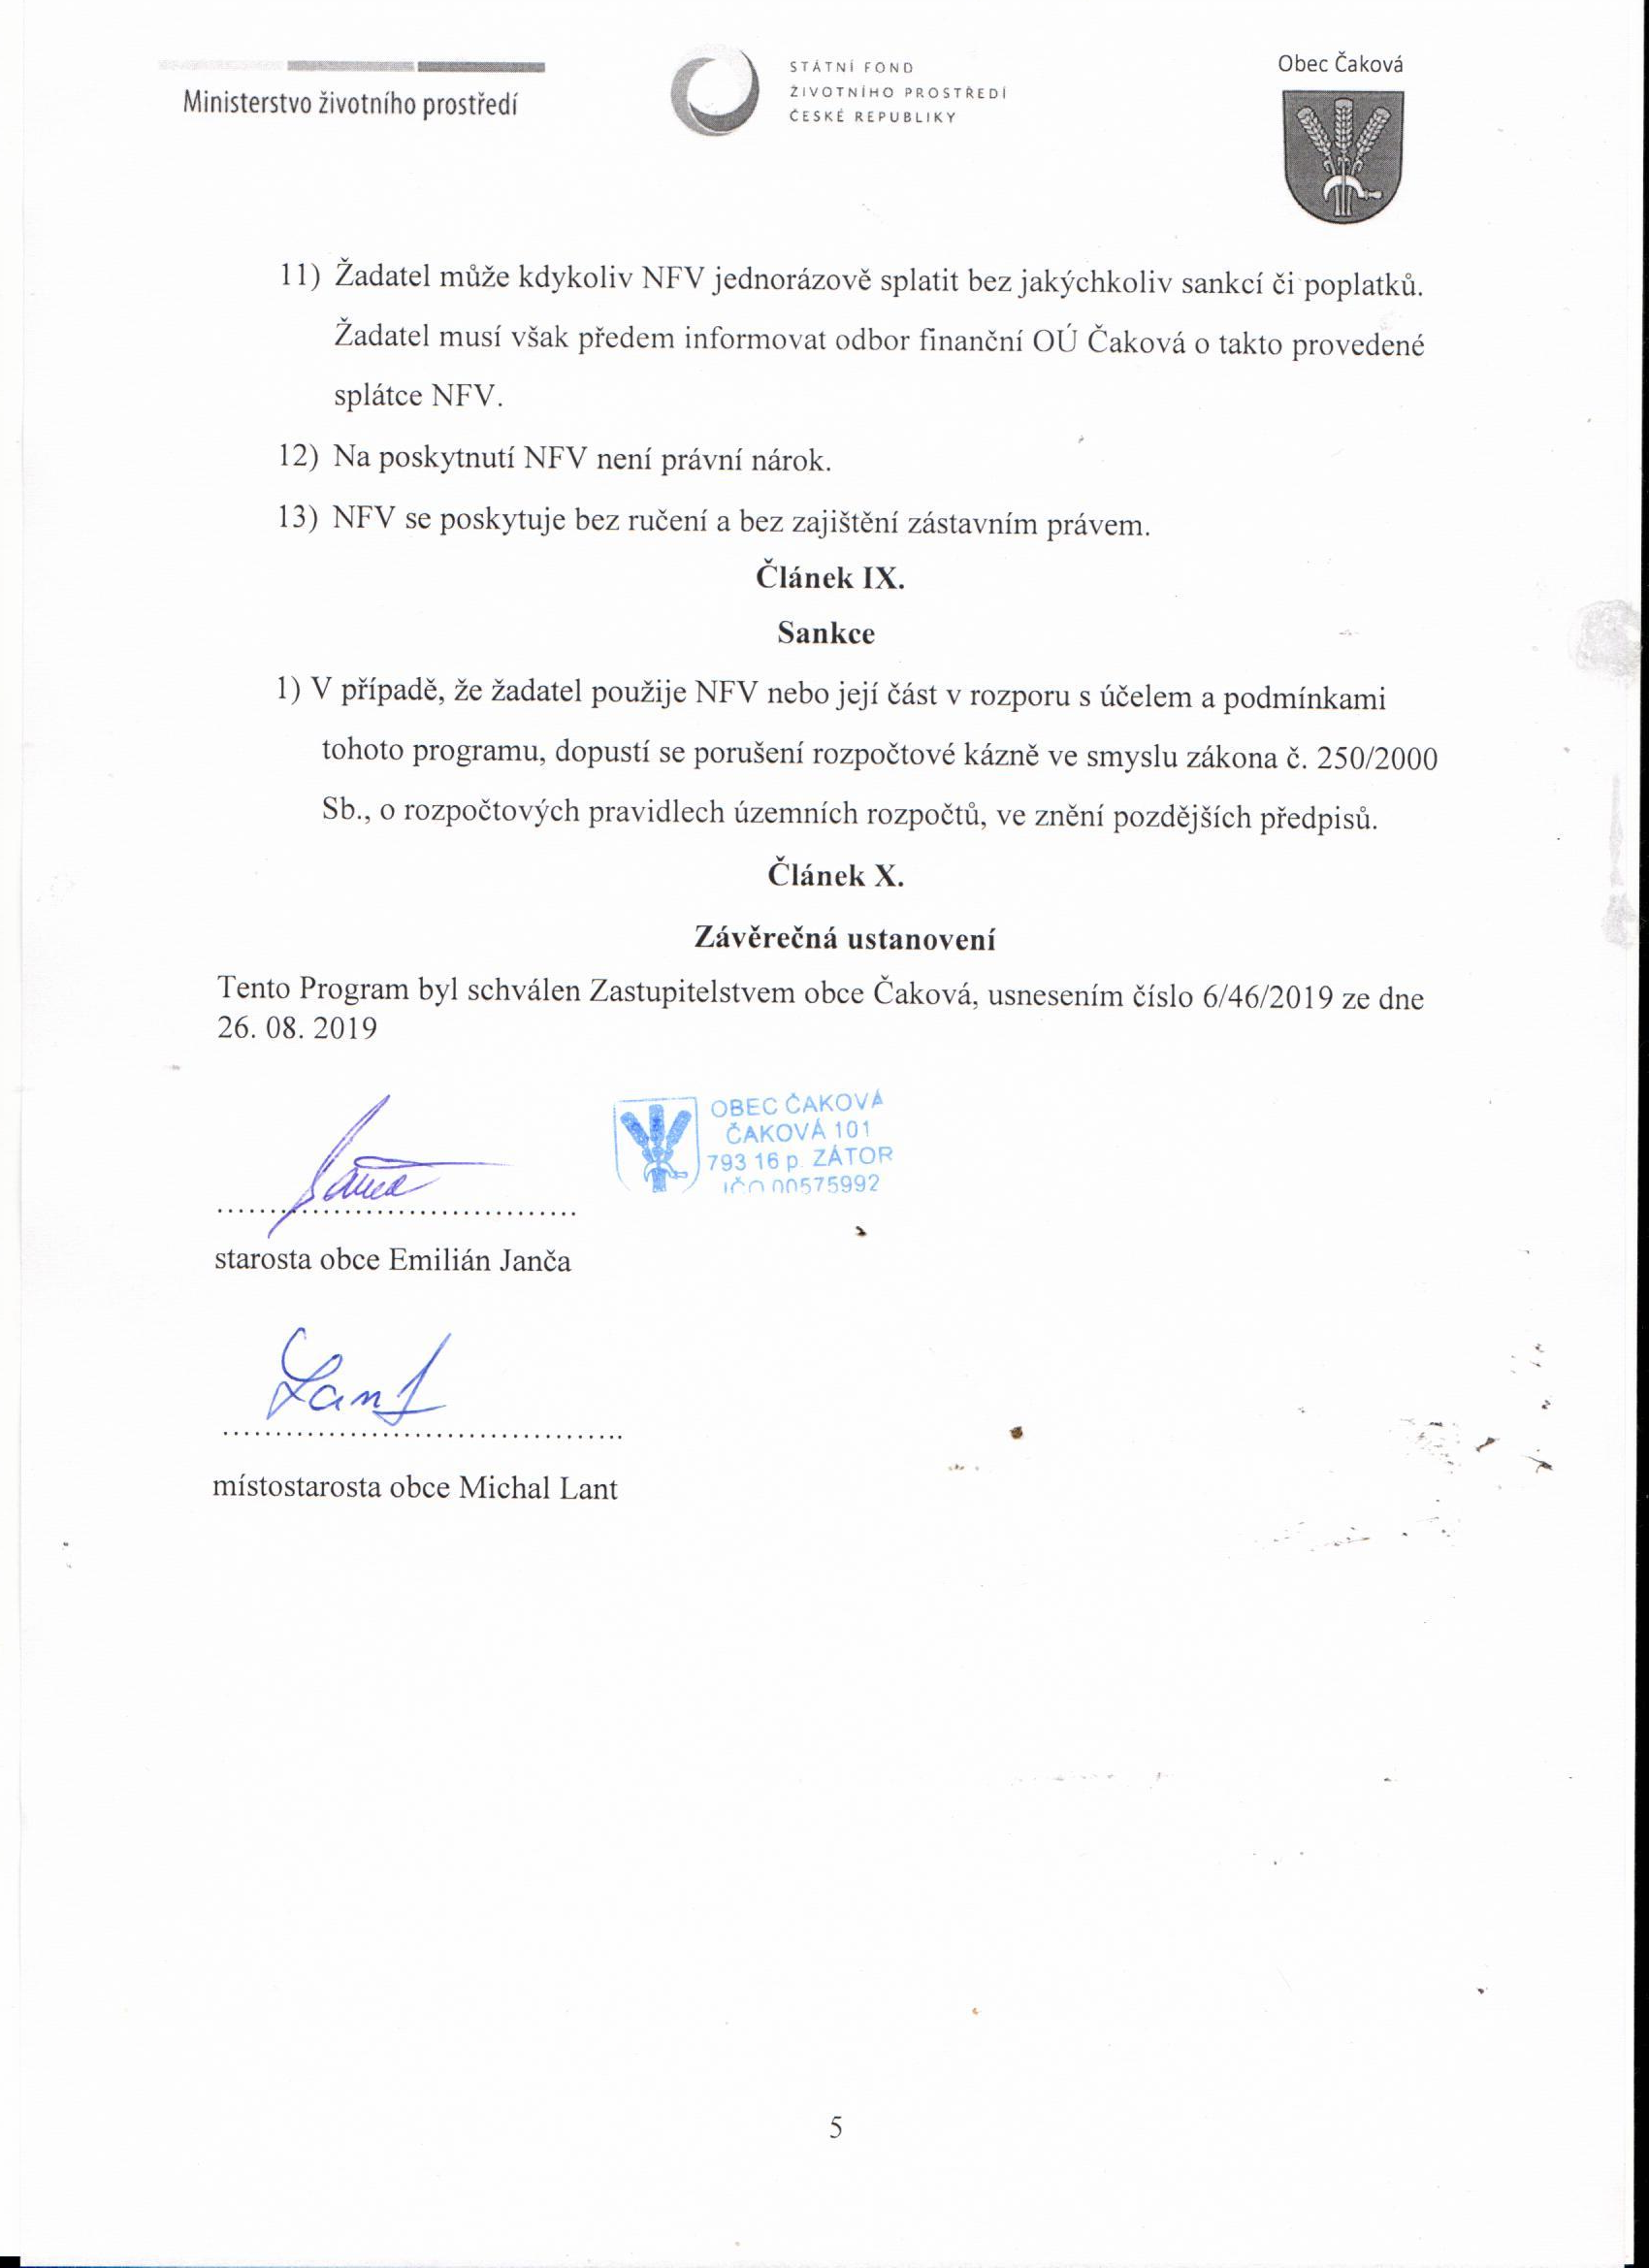 Ministerstvo životního prostředí
STÁTNÍ FOND
ŽIVOTNÍHO PROSTŘEDÍ
ČESKÉ REPUBLIKY
Obec Čaková
11) Žadatel může kdykoliv NFV jednorázově splatit bez jakýchkoliv sankcí či poplatků.
Žadatel musí však předem informovat odbor finanční OÚ Čaková o takto provedené
splátce NFV.
12) Na poskytnutí NFV není právní nárok.
13) NFV se poskytuje bez ručení a bez zajištění zástavním právem.
Článek IX.
Sankce
1) V případě, že žadatel použije NFV nebo její část v rozporu s účelem a podmínkami
tohoto programu, dopustí se porušení rozpočtové kázně ve smyslu zákona č. 250/2000
Sb., o rozpočtových pravidlech územních rozpočtů, ve znění pozdějších předpisů.
Článek X.
Závěrečná ustanovení
Tento Program byl schválen Zastupitelstvem obce Čaková, usnesením číslo 6/46/2019 ze dne
26. 08. 2019
OBEC ČAKOVÁ
ČAKOVÁ 101
793 16 p. ZÁTOR
IČO 00575992
starosta obce Emilián Janča
Lant
místostarosta obce Michal Lant
5